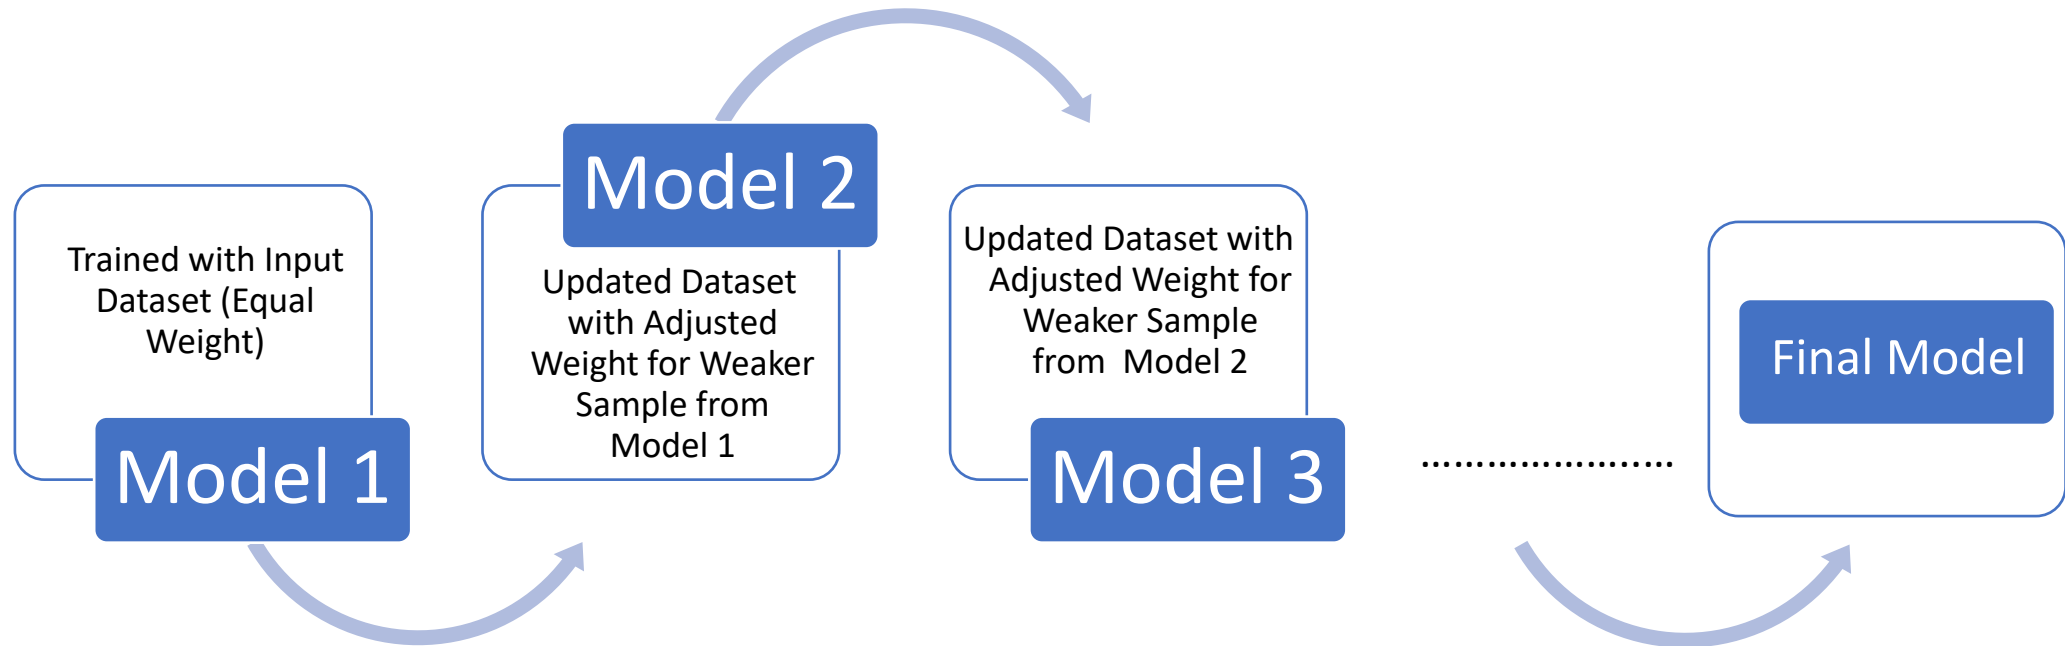 Trained with Input
Dataset (Equal
Weight)
Model 1
Model 2
Updated Dataset
with Adjusted
Weight for Weaker
Sample from
Model 1
Updated Dataset with
Adjusted Weight for
Weaker Sample
from  Model 2
Model 3
.....................
Final Model